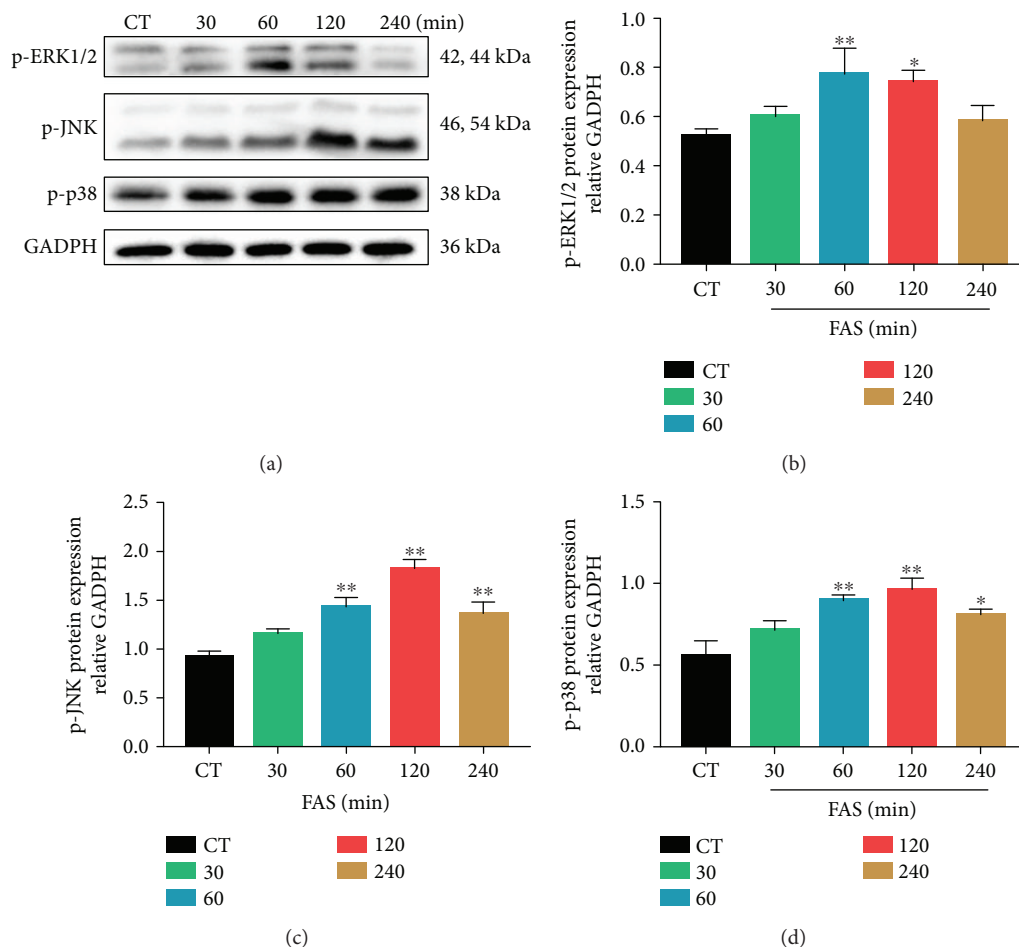 CT 30 60 120 240 (min)
p-ERK1/2 42, 44 kDa
p-JNK 46, 54 kDa
p-p38 38 kDa
GADPH 36 kDa
(a)
p-ERK1/2 protein expression
relative GADPH
1.0
0.8
0.6
0.4
0.2
0.0
** *
CT 30 60 120 240
FAS (min)
CT 120
30 240
60
(b)
p-JNK protein expression
relative GADPH
2.5
2.0
1.5
1.0
0.5
0.0
** ** **
CT 30 60 120 240
FAS (min)
CT 120
30 240
60
(c)
p-p38 protein expression
relative GADPH
1.5
1.0
0.5
0.0
** ** *
CT 30 60 120 240
FAS (min)
CT 120
30 240
60
(d)